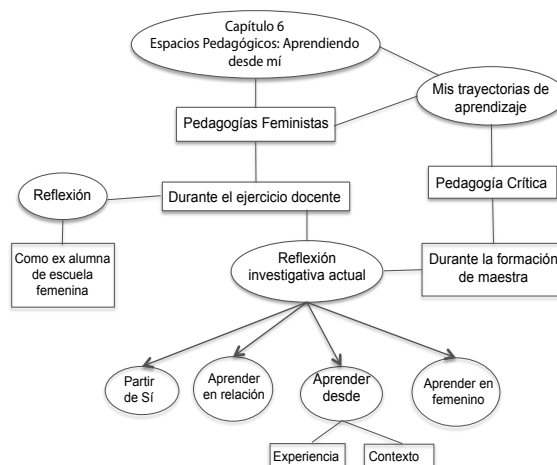 Capítulo 6
Espacios Pedagógicos: Aprendiendo
desde mí
Mis trayectorias de
aprendizaje
Pedagogías Feministas
Reflexión
Durante el ejercicio docente
Pedagogía Crítica
Como ex alumna
de escuela
femenina
Reflexión
investigativa actual
Durante la formación
de maestra
Partir
de Sí
Aprender
en relación
Aprender
desde
Aprender en
femenino
Experiencia
Contexto